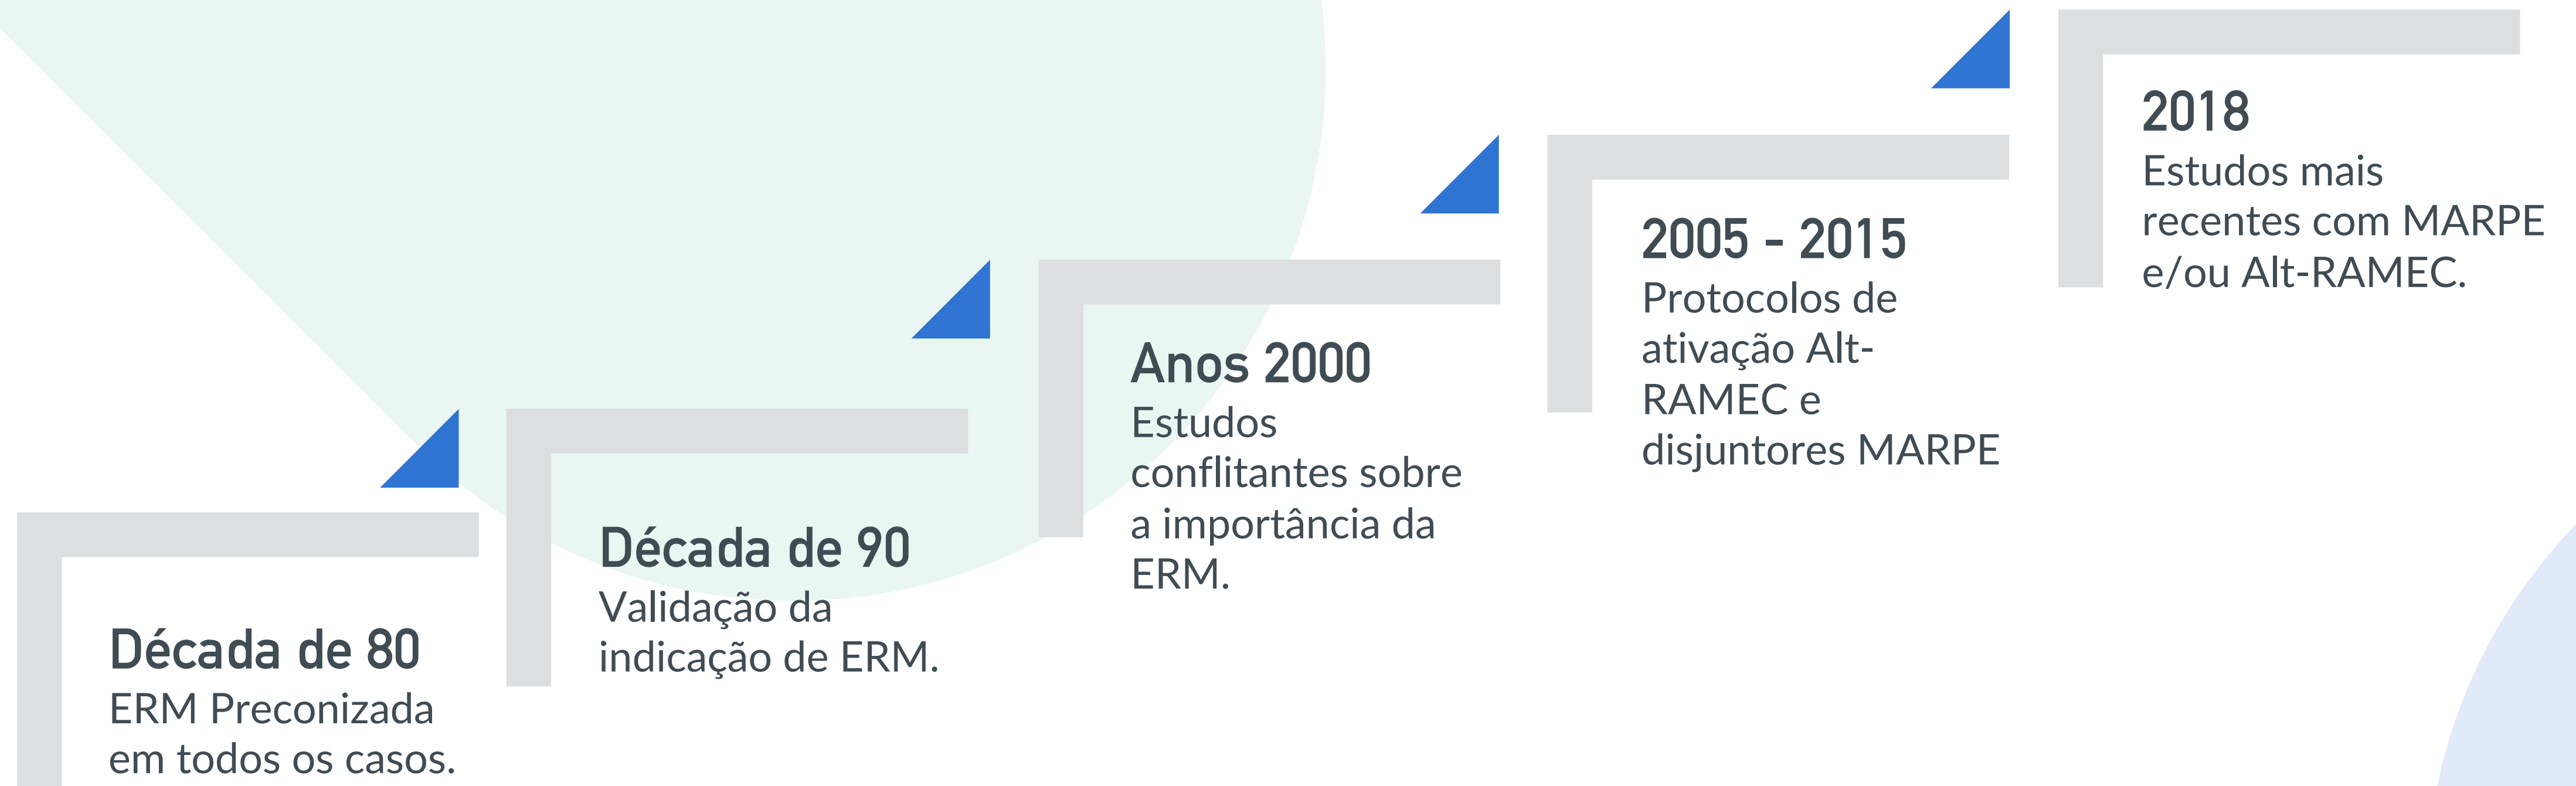 Década de 80
ERM Preconizada
em todos os casos.
Década de 90
Validação da
indicação de ERM.
Anos 2000
Estudos
conflitantes sobre
a importância da
ERM.
2005 - 2015
Protocolos de
ativação Alt-
RAMEC e
disjuntores MARPE
2018
Estudos mais
recentes com MARPE
e/ou Alt-RAMEC.